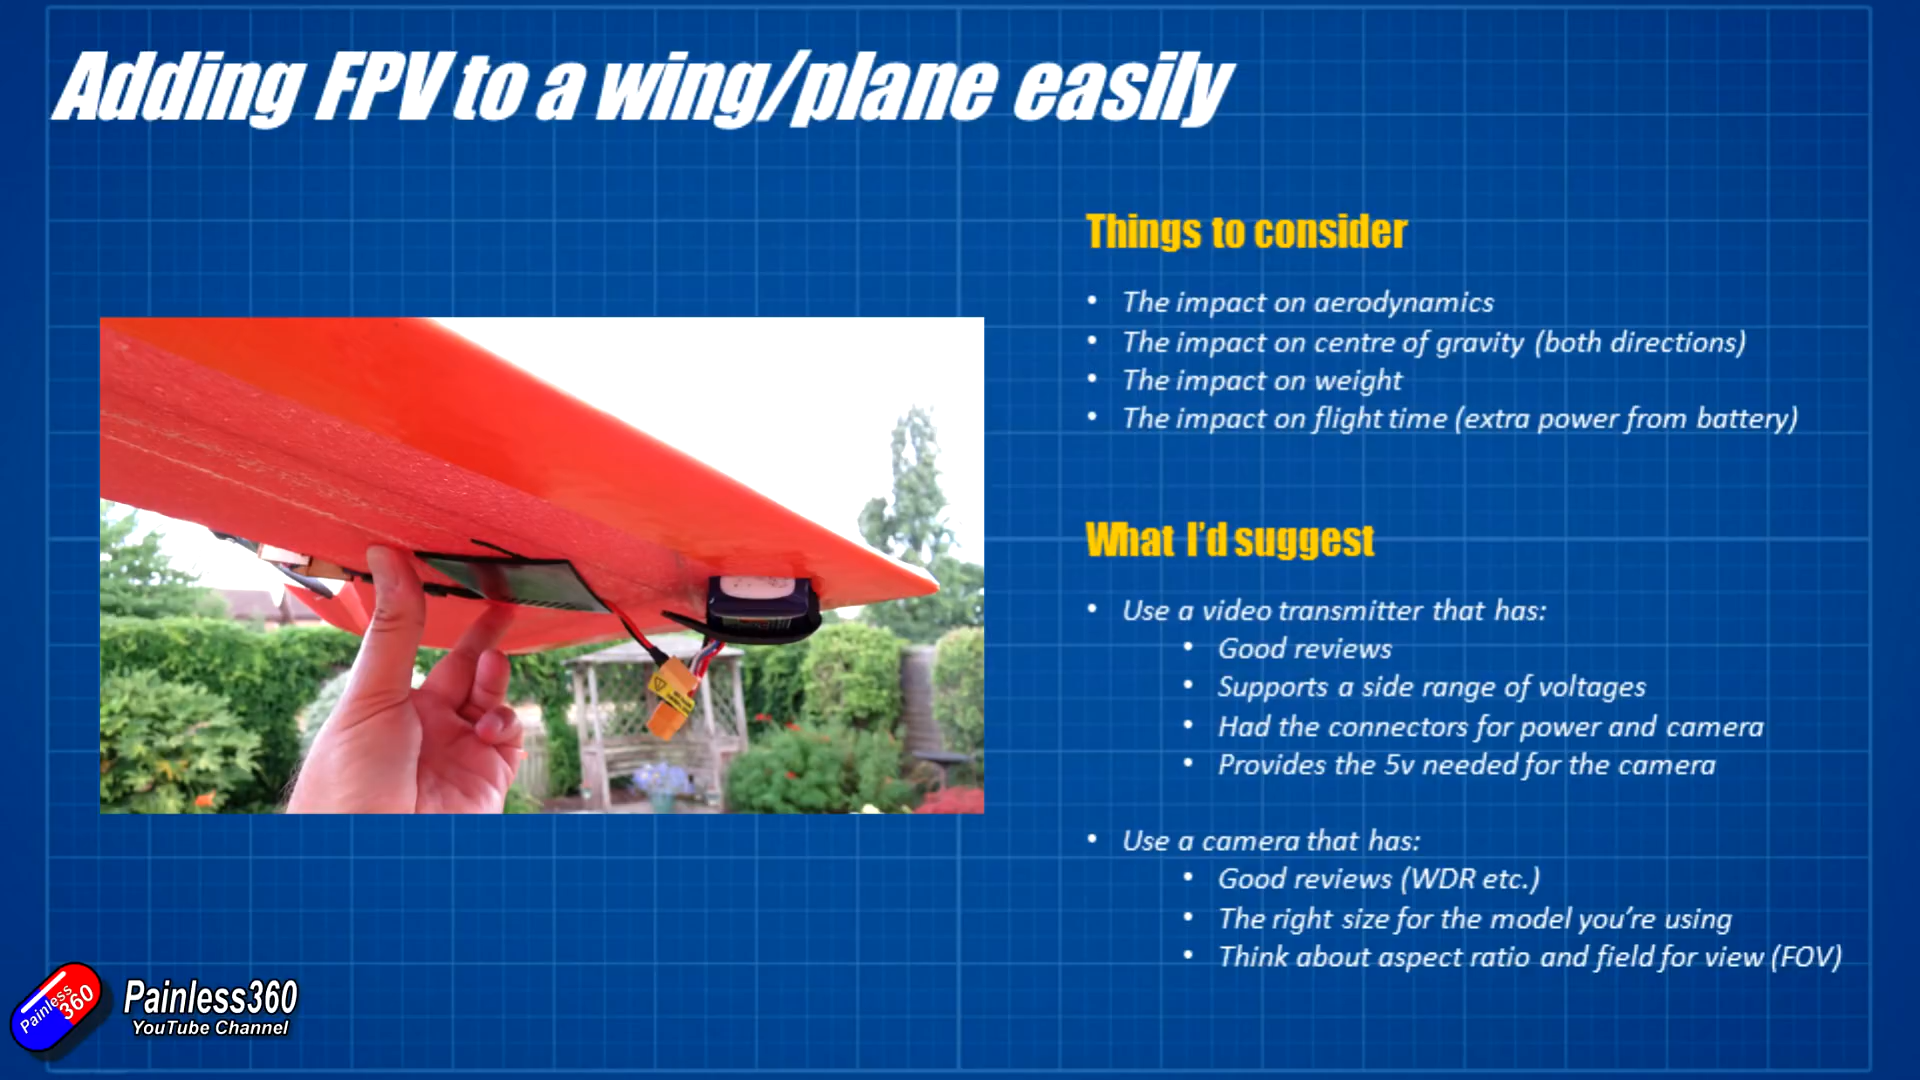 Adding FPV to a wing/plane easily
Things to consider
• The impact on aerodynamics
• The impact on centre of gravity (both directions)
• The impact on weight
• The impact on flight time (extra power from battery)
What I'd suggest
• Use a video transmitter that has:
• Good reviews
• Supports a side range of voltages
• Had the connectors for power and camera
• Provides the 5v needed for the camera
• Use a camera that has:
• Good reviews (WDR etc.)
• The right size for the model you're using
• Think about aspect ratio and field for view (FOV)
Painless
360
Painless360
YouTube Channel